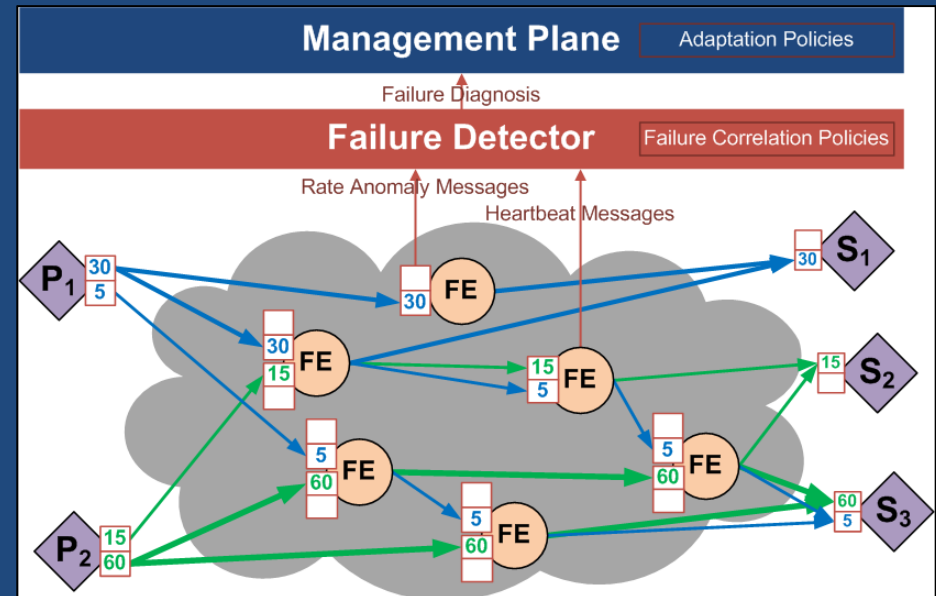 Management Plane
Adaptation Policies
Failure Diagnosis
Failure Detector
Failure Correlation Policies
Rate Anomaly Messages
Heartbeat Messages
P1
30
5
30
FE
30
S1
30
15
FE
15
5
FE
15
S2
5
60
FE
5
60
FE
60
5
S3
P2
15
60
5
60
FE